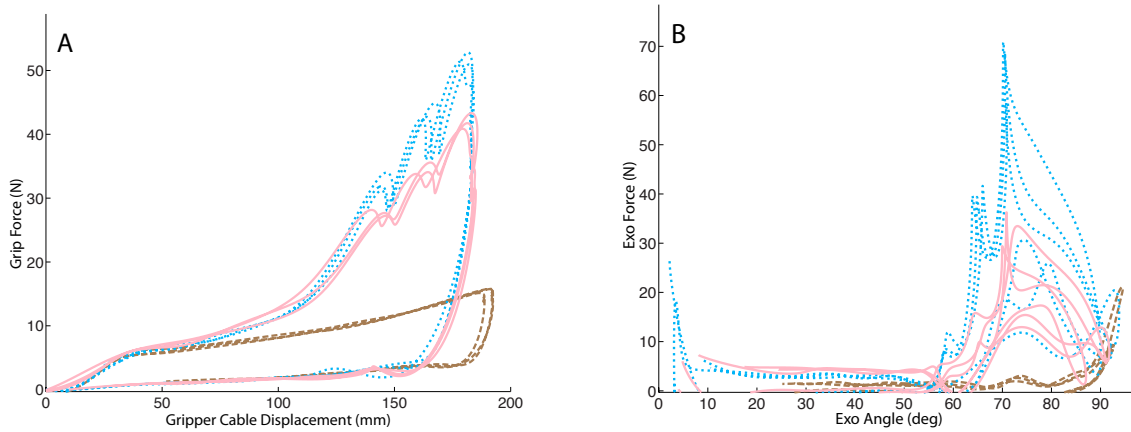 A
Grip Force (N)
50
40
30
20
10
0
0 50 100 150 200
Gripper Cable Displacement (mm)
B
Exo Force (N)
70
60
50
40
30
20
10
0
0 10 20 30 40 50 60 70 80 90
Exo Angle (deg)